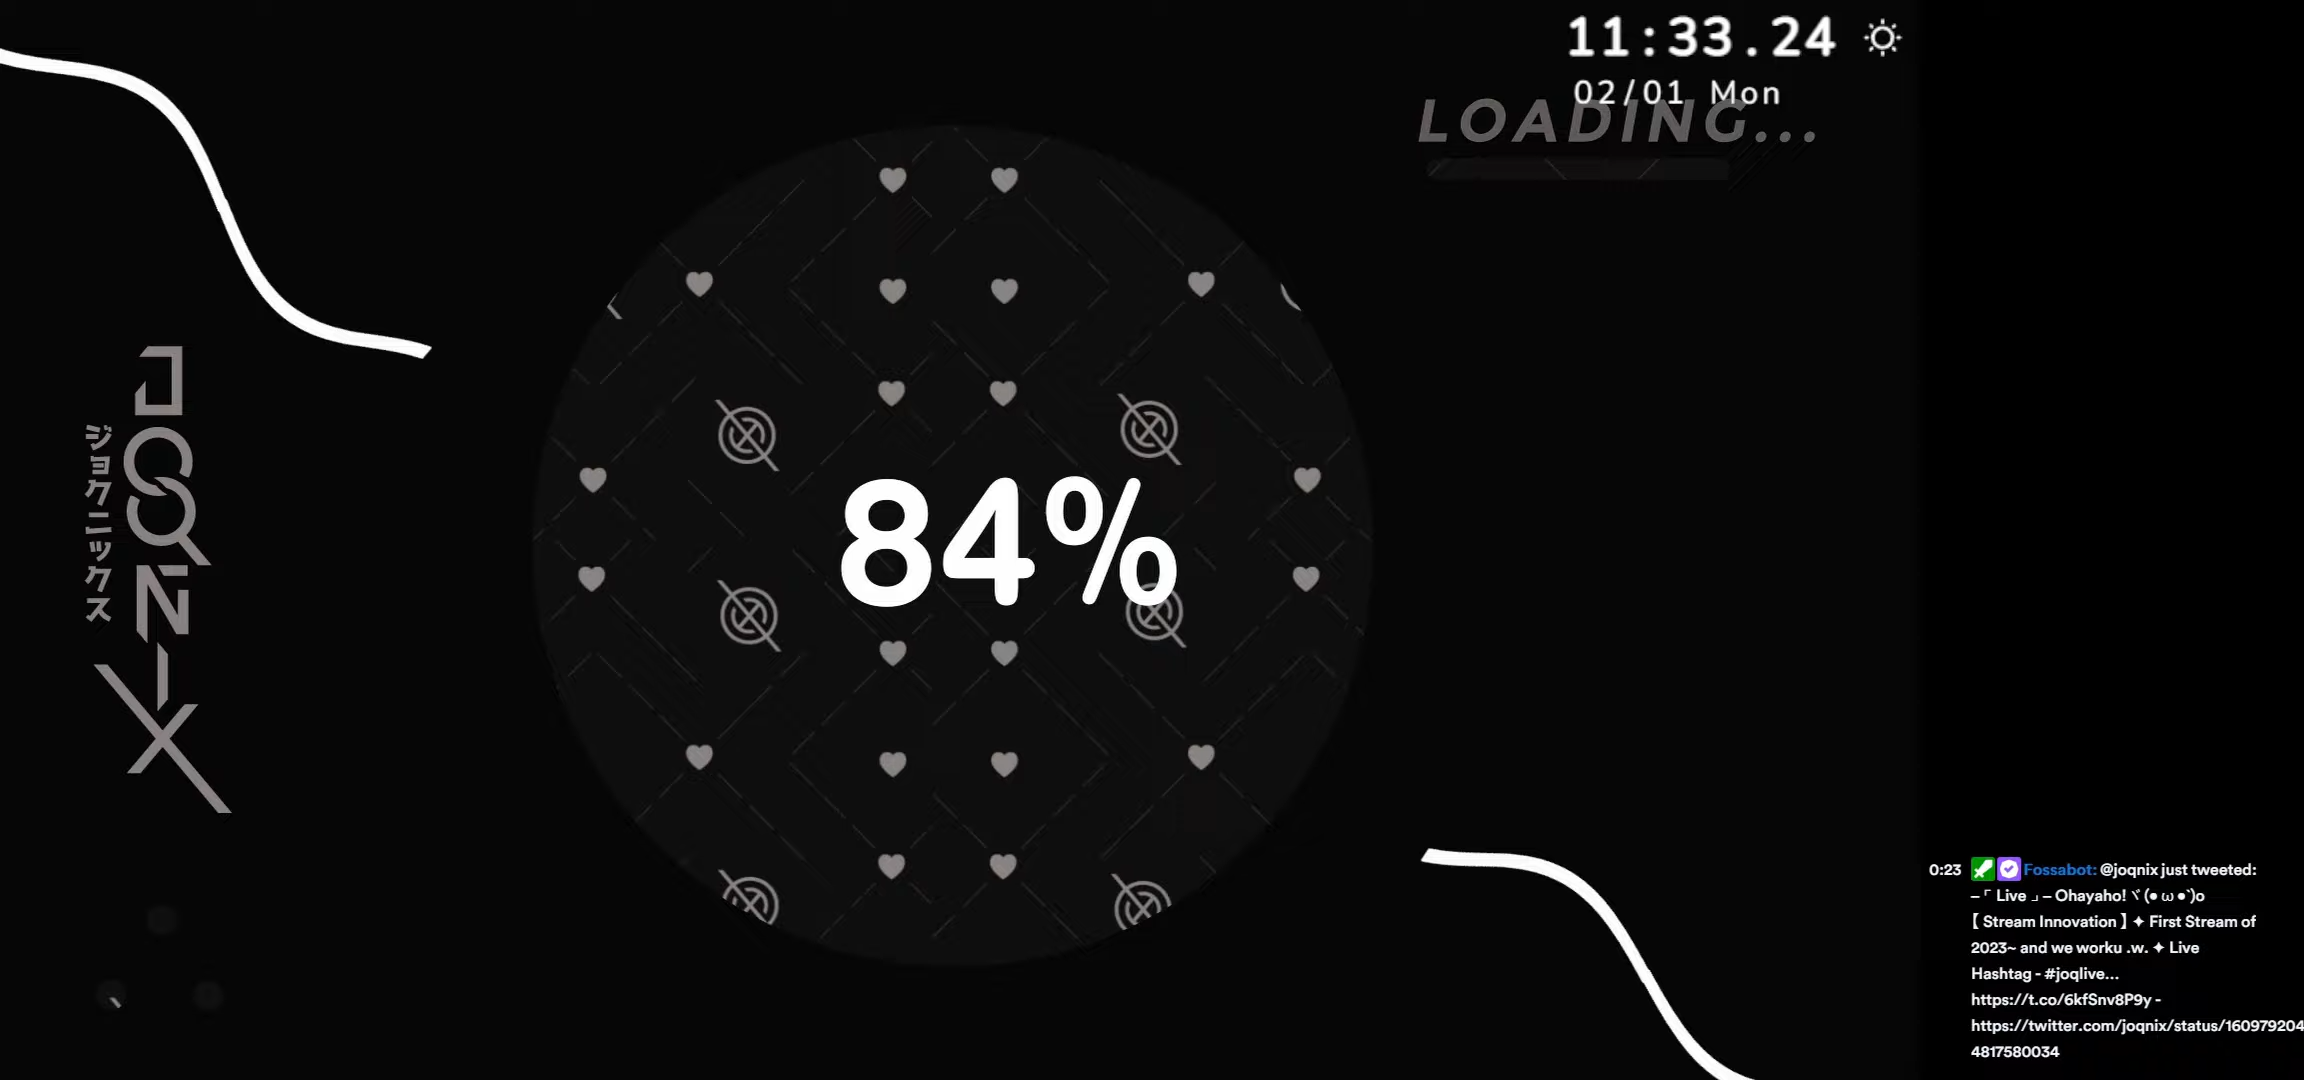 11:33.24
02/01 Mon
LOADING...
JOQNIX
ジョクニックス
84%
0:23 Fossabot: @joqnix just tweeted:
–「 Live 」– Ohayaho! ヾ(●ω●`)o
【 Stream Innovation 】 ✦ First Stream of
2023~ and we worku .w. ✦ Live
Hashtag - #joqlive...
https://t.co/6kfSnv8P9y -
https://twitter.com/joqnix/status/160979204
4817580034